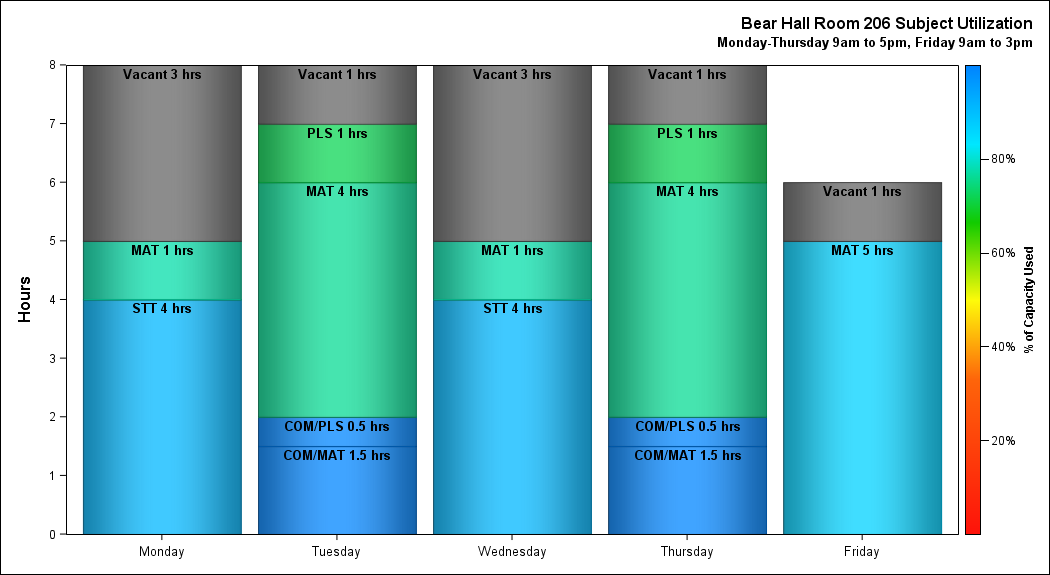 Bear Hall Room 206 Subject Utilization
Monday-Thursday 9am to 5pm, Friday 9am to 3pm
Hours
8
7
6
5
4
3
2
1
0
Vacant 3 hrs
MAT 1 hrs
STT 4 hrs
Monday
Vacant 1 hrs
PLS 1 hrs
MAT 4 hrs
COM/PLS 0.5 hrs
COM/MAT 1.5 hrs
Tuesday
Vacant 3 hrs
MAT 1 hrs
STT 4 hrs
Wednesday
Vacant 1 hrs
PLS 1 hrs
MAT 4 hrs
COM/PLS 0.5 hrs
COM/MAT 1.5 hrs
Thursday
Vacant 1 hrs
MAT 5 hrs
Friday
80%
60%
40%
20%
% of Capacity Used